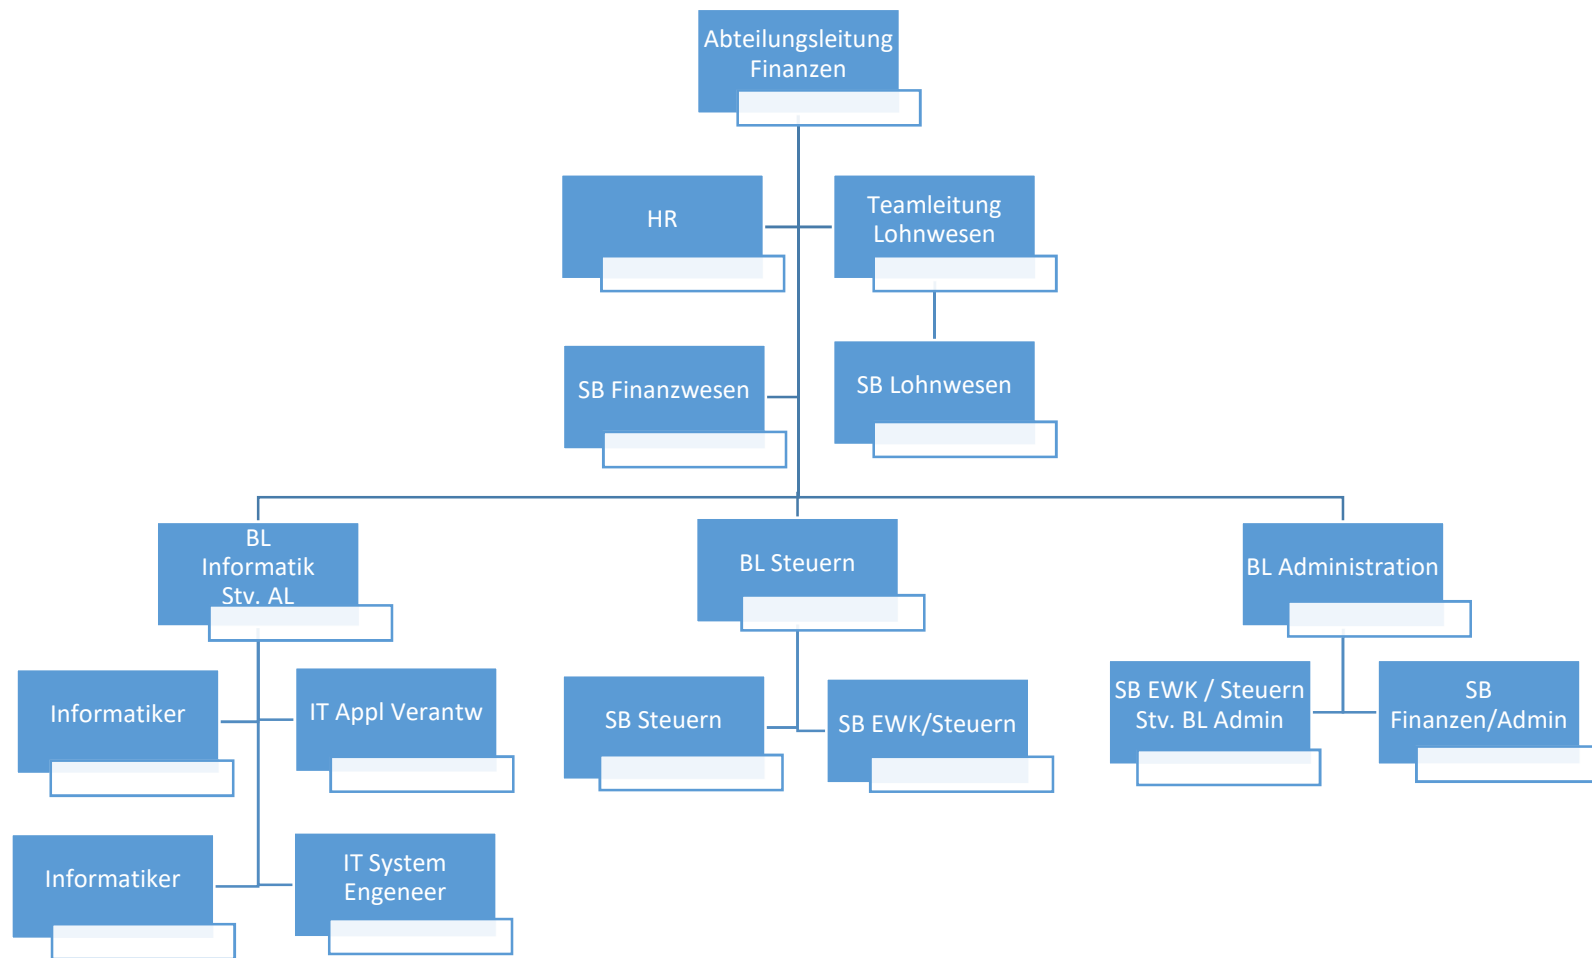 Abteilungsleitung
Finanzen
HR
Teamleitung
Lohnwesen
SB Finanzwesen
SB Lohnwesen
BL
Informatik
Stv. AL
BL Steuern
BL Administration
Informatiker
IT Appl Verantw
SB Steuern
SB EWK/Steuern
SB EWK / Steuern
Stv. BL Admin
SB
Finanzen/Admin
Informatiker
IT System
Engeneer